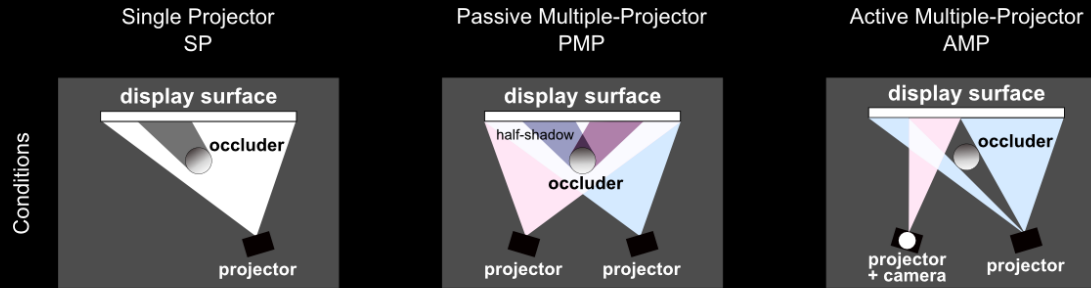 Single Projector
SP
Passive Multiple-Projector
PMP
Active Multiple-Projector
AMP
Conditions
display surface
occluder
projector
display surface
half-shadow
occluder
projector
projector
display surface
occluder
projector
+ camera
projector